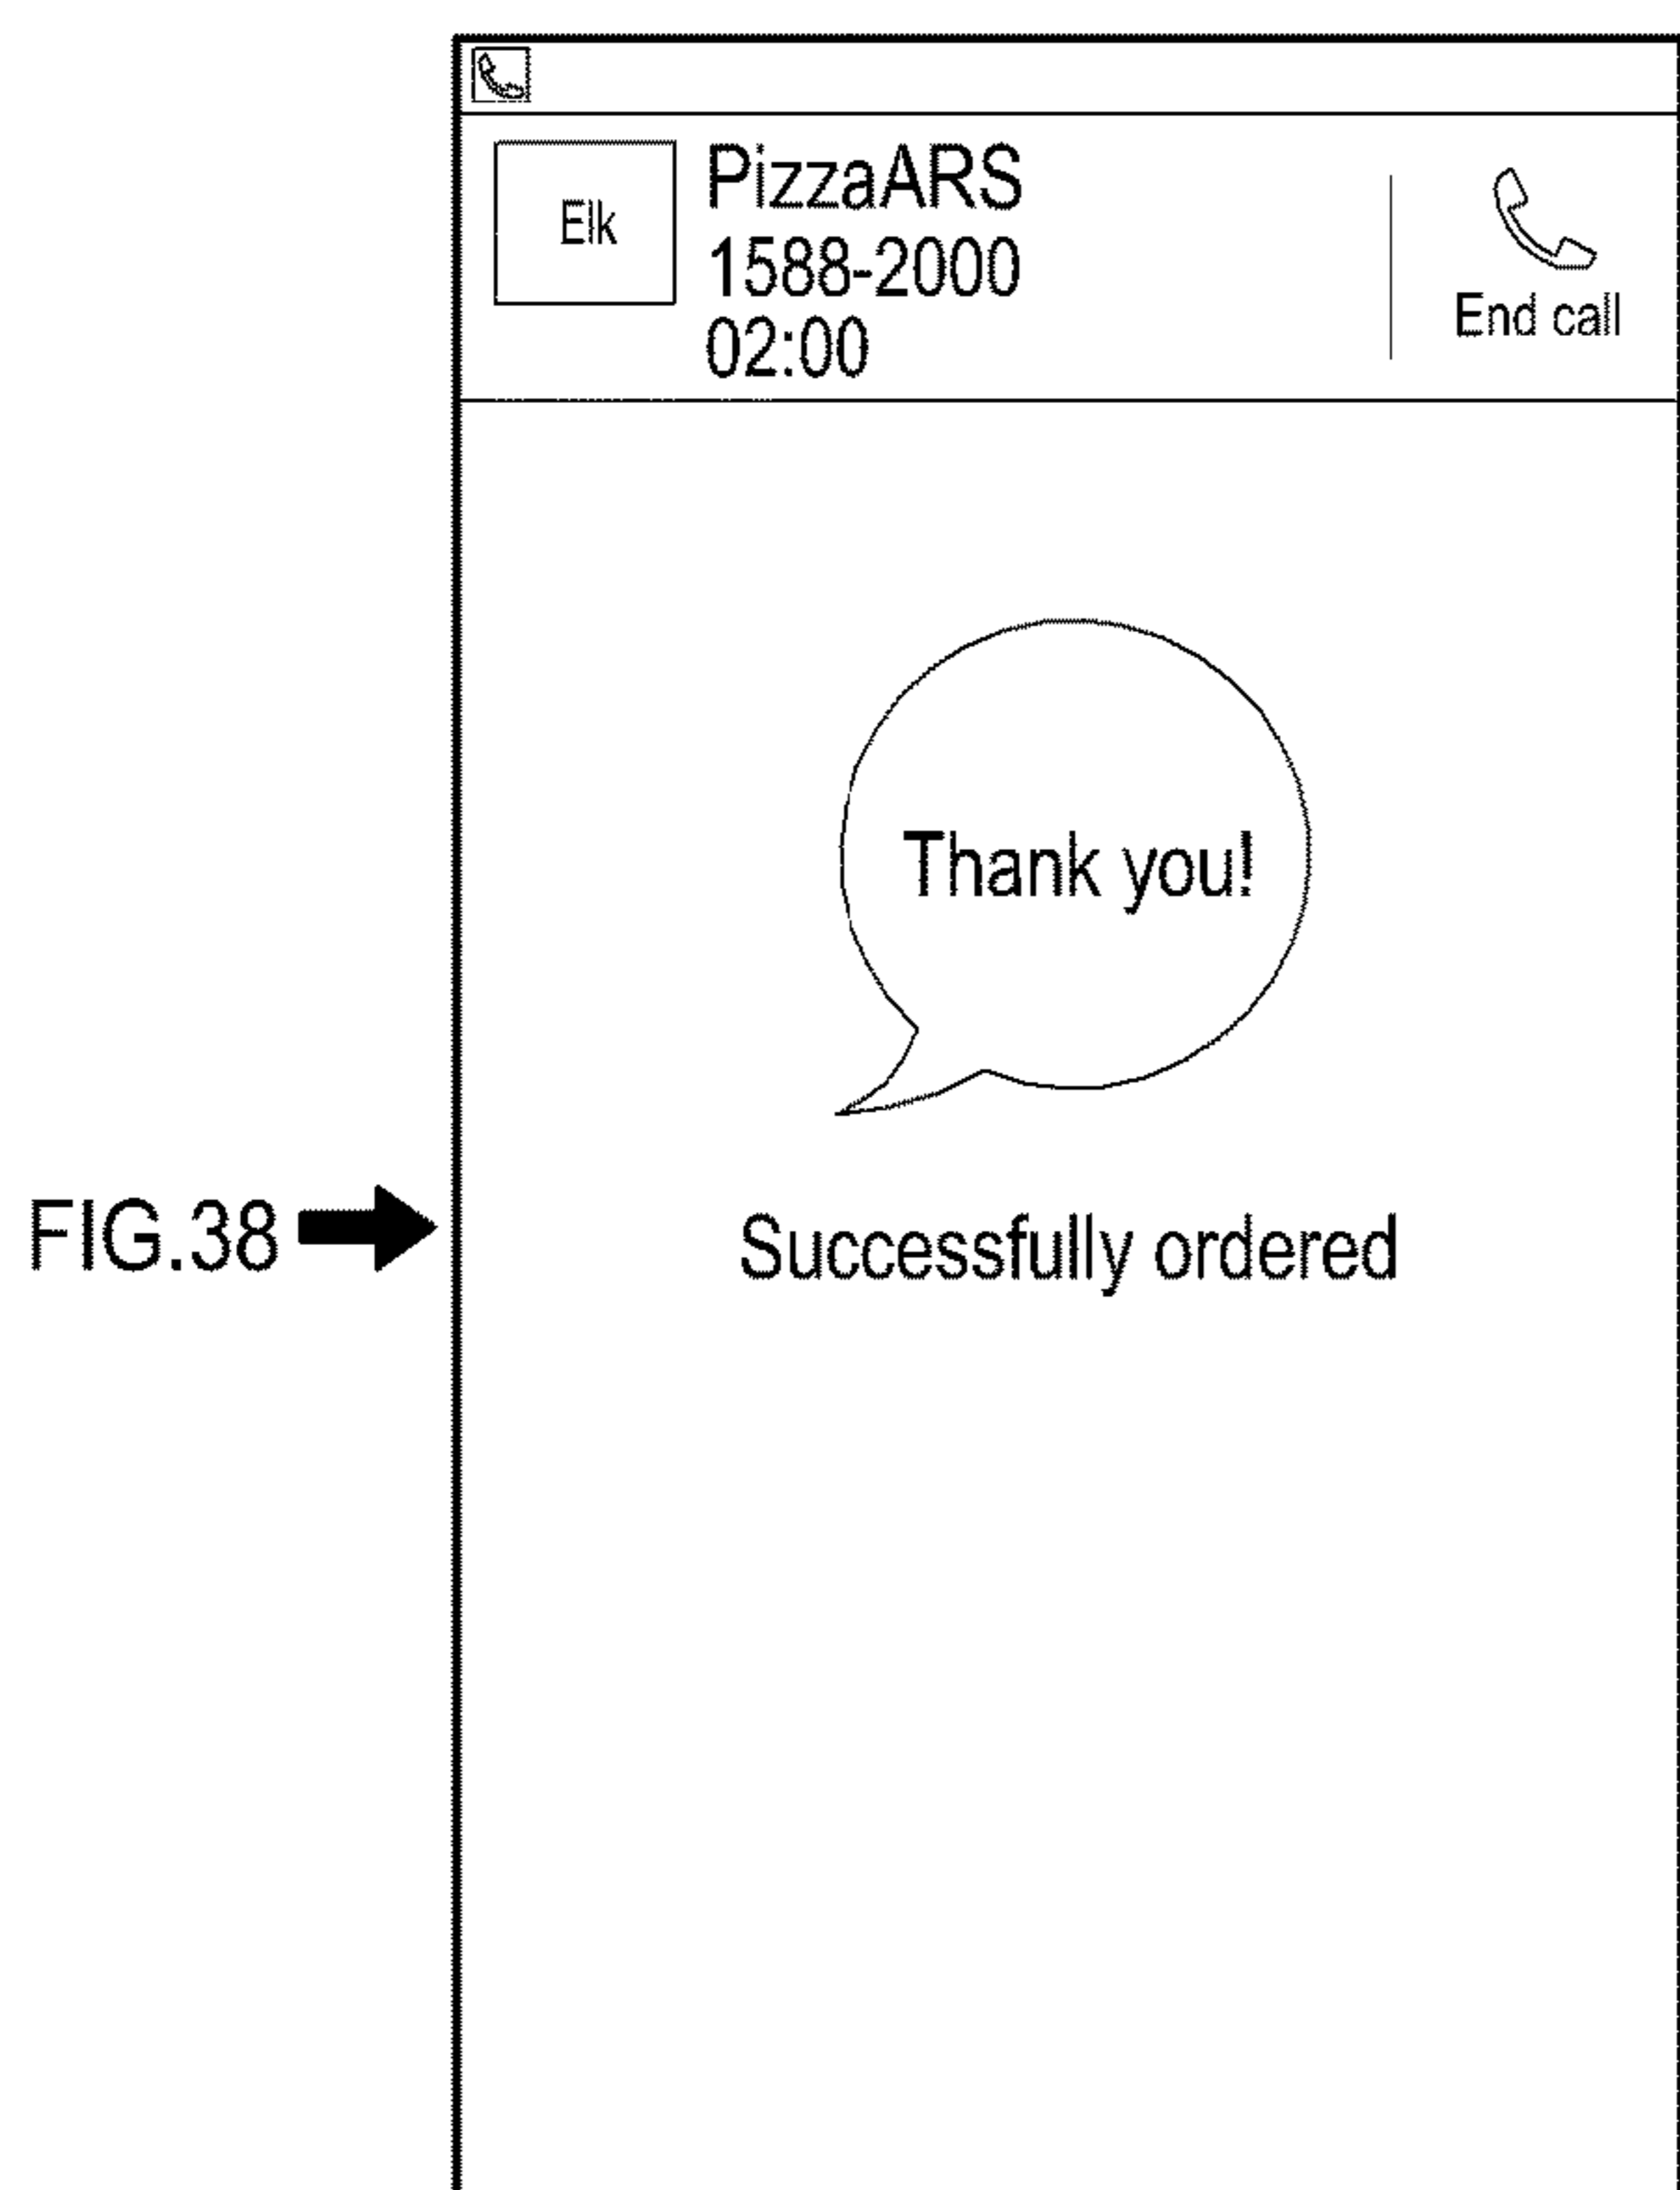 Elk
PizzaARS
1588-2000
02:00
End call
Thank you!
FIG.38
Successfully ordered